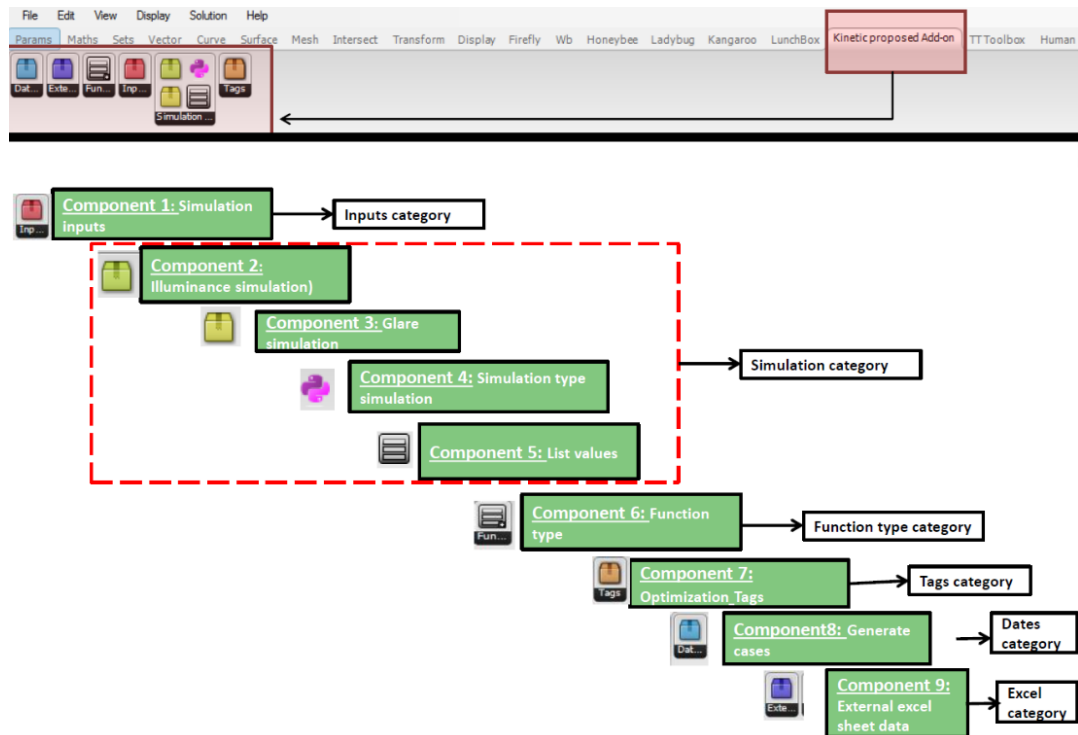 File Edit View Display Solution Help
Params Maths Sets Vector Curve Surface Mesh Intersect Transform Display Firefly Wb Honeybee Ladybug Kangaroo LunchBox Kinetic proposed Add-on TT Toolbox Human
Dat... Exte... Fun... Inp... Tags
Simulation ...
Component 1: Simulation
inputs
Inputs category
Inp...
Component 2:
Illuminance simulation)
Component 3: Glare
simulation
Simulation category
Component 4: Simulation type
simulation
Component 5: List values
Component 6: Function
type
Function type category
Fun...
Component 7:
Optimization_Tags
Tags category
Tags
Component8: Generate
cases
Dates
category
Dat...
Component 9:
External excel
sheet data
Excel
category
Exte...